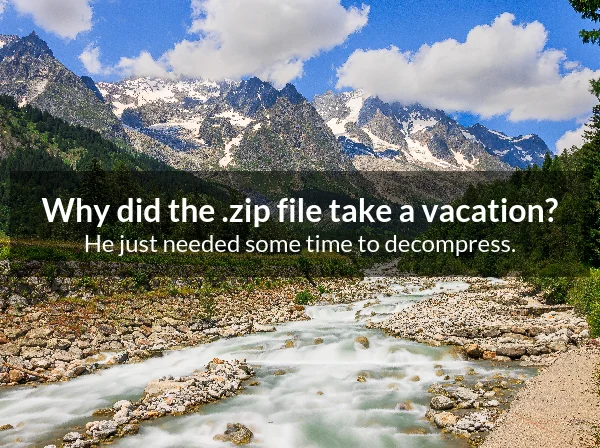 Why did the .zip file take a vacation?
He just needed some time to decompress.